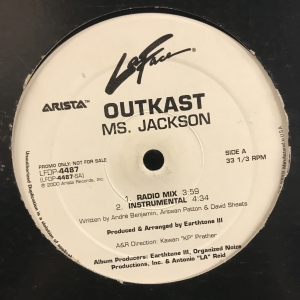 LaFace
ARISTA™
OUTKAST
MS. JACKSON
PROMO ONLY: NOT FOR SALE
LFDP-4487
(LFDP-4487-SA)
℗ 2000 Arista Records, Inc.
SIDE A
33 1/3 RPM
1. RADIO MIX 3:59
2. INSTRUMENTAL 4:34
Written by André Benjamin, Antwan Patton & David Sheats
Produced & Arranged by Earthtone III
A&R Direction: Kawan "KP" Prather
Album Producers: Earthtone III, Organized Noize
Productions, Inc. & Antonio "LA" Reid